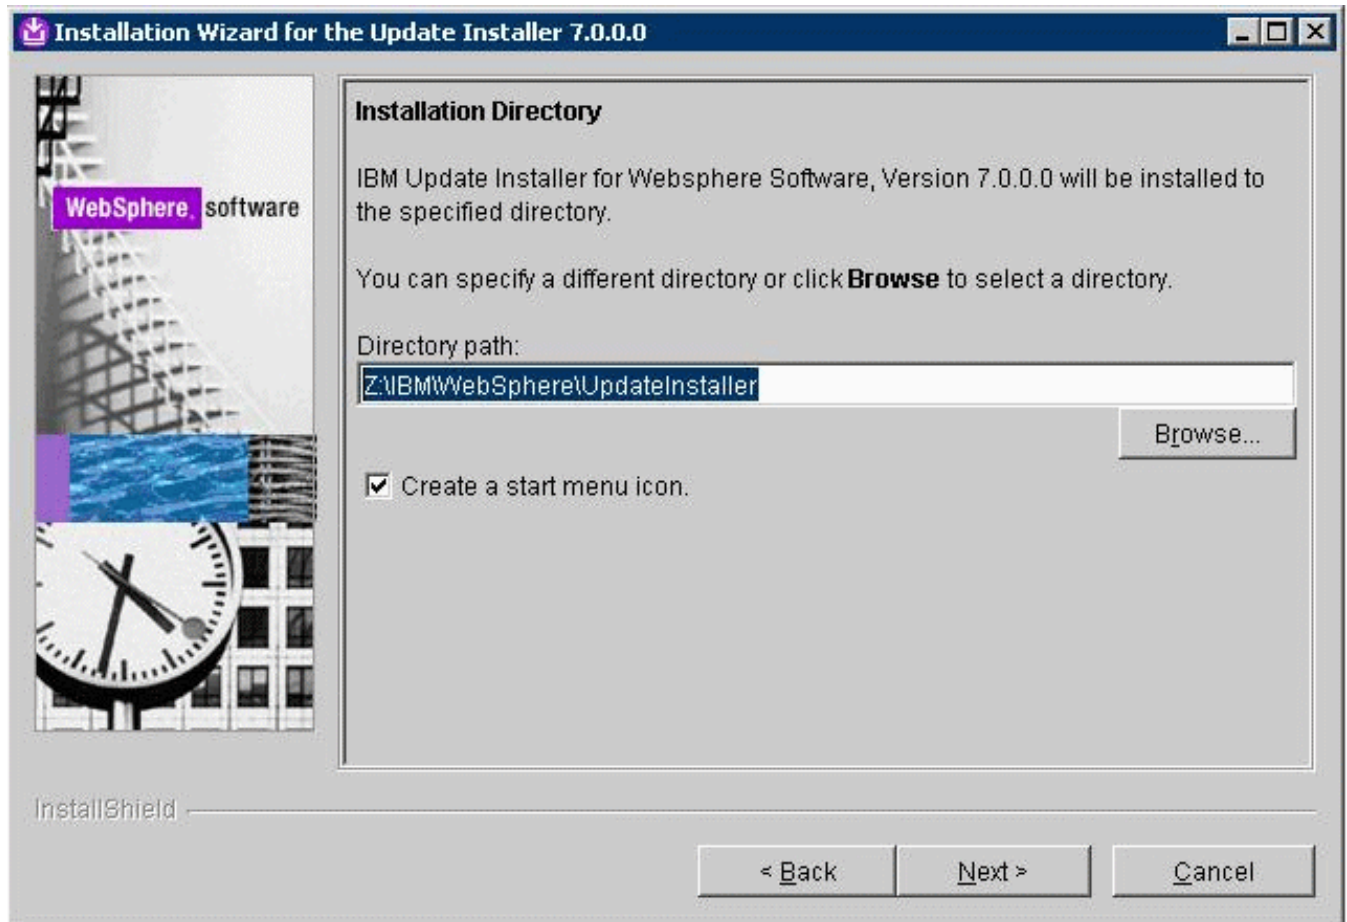 Installation Wizard for the Update Installer 7.0.0.0
WebSphere. software
Installation Directory
IBM Update Installer for Websphere Software, Version 7.0.0.0 will be installed to
the specified directory.
You can specify a different directory or click Browse to select a directory.
Directory path:
Z:\IBM\WebSphere\UpdateInstaller
Browse...
Create a start menu icon.
InstallShield
< Back
Next >
Cancel